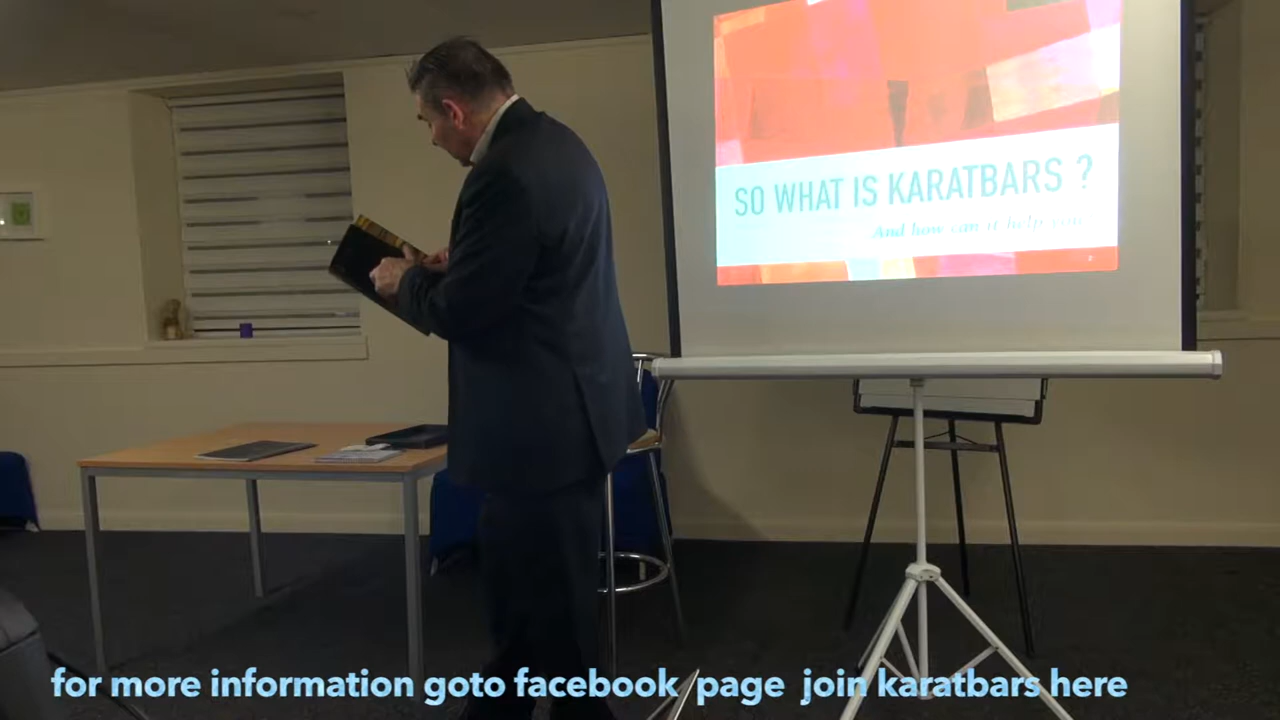 SO WHAT IS KARATBARS ?
And how can it help you
for more information goto facebook page join karatbars here